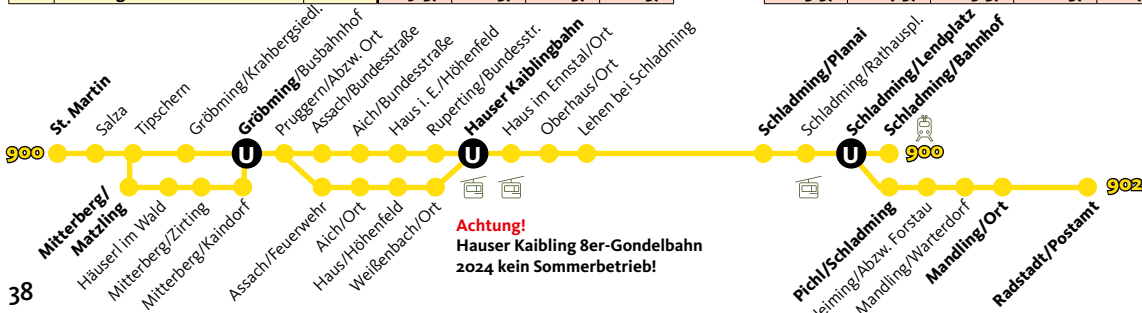 St. Martin
Salza
Tipschern
Gröbming/Krahbergsiedl.
Gröbming/Busbahnhof
Pruggern/Abzw. Ort
Assach/Bundesstraße
Aich/Bundesstraße
Haus i. E./Höhenfeld
Ruperting/Bundesstr.
Hauser Kaiblingbahn
Haus im Ennstal/Ort
Oberhaus/Ort
Lehen bei Schladming
Schladming/Planai
Schladming/Rathauspl.
Schladming/Lendplatz
Schladming/Bahnhof
900
U
U
U
900
902
Mitterberg/
Matzling
Häuserl im Wald
Mitterberg/Zirting
Mitterberg/Kaindorf
Assach/Feuerwehr
Aich/Ort
Haus/Höhenfeld
Weißenbach/Ort
Achtung!
Hauser Kaibling 8er-Gondelbahn
2024 kein Sommerbetrieb!
Pichl/Schladming
Forstau
Mandling/Warterdorf
Mandling/Ort
Radstadt/Postamt
38